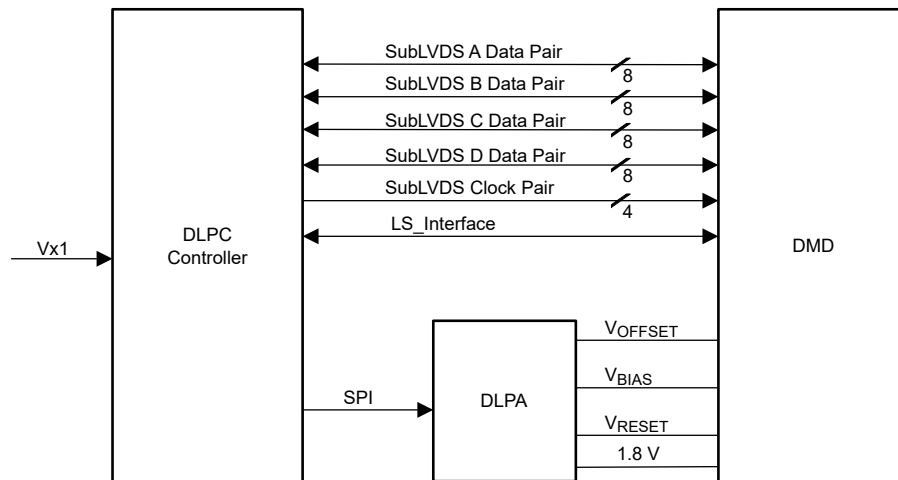 SubLVDS A Data Pair
8
SubLVDS B Data Pair
8
SubLVDS C Data Pair
8
SubLVDS D Data Pair
8
SubLVDS Clock Pair
4
LS_Interface
DLPC
Controller
DMD
Vx1
VOFFSET
VBIAS
SPI
DLPA
VRESET
1.8 V